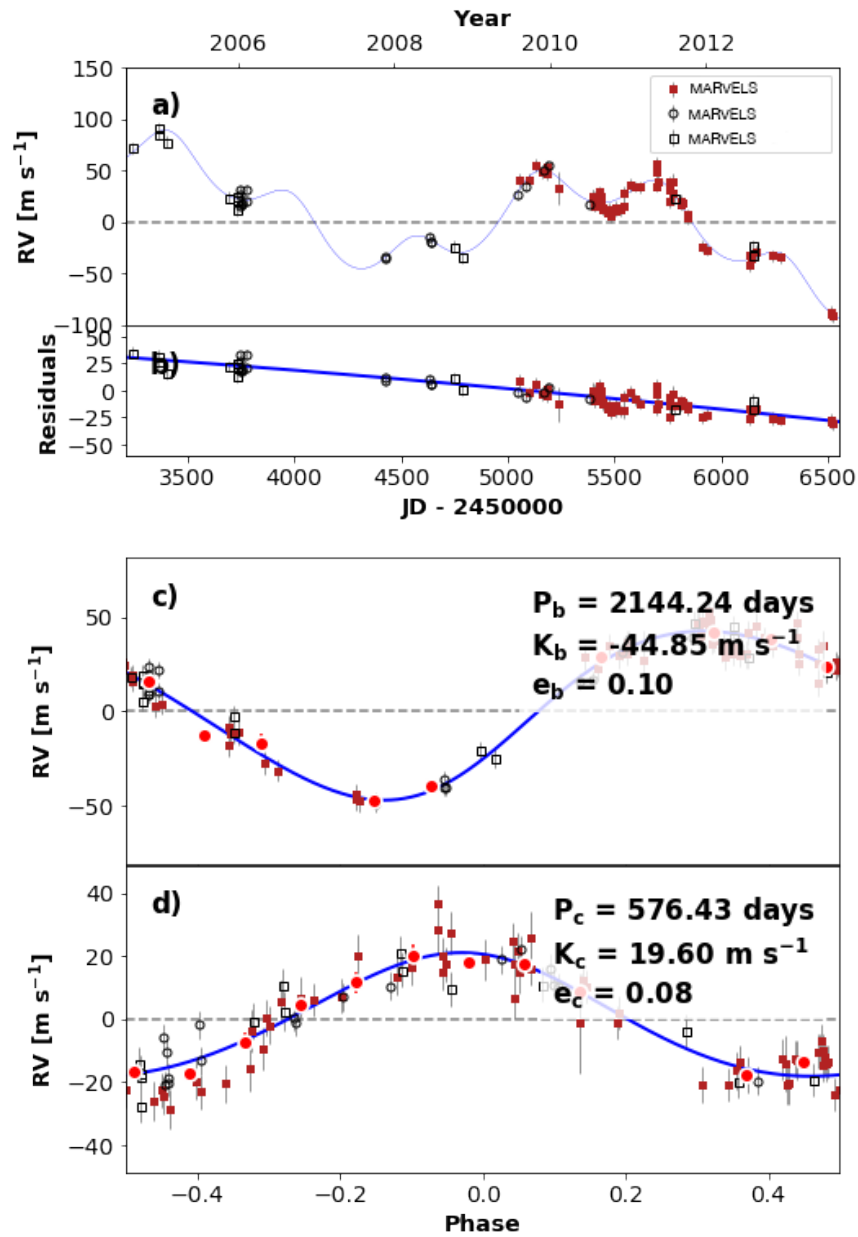 Year
2006 2008 2010 2012
a)
MARVELS
MARVELS
MARVELS
RV [m s⁻¹]
150
100
50
0
−50
−100
b)
Residuals
50
25
0
−25
−50
3500 4000 4500 5000 5500 6000 6500
JD - 2450000
c)
P_b = 2144.24 days
K_b = -44.85 m s⁻¹
e_b = 0.10
RV [m s⁻¹]
50
0
−50
d)
P_c = 576.43 days
K_c = 19.60 m s⁻¹
e_c = 0.08
RV [m s⁻¹]
40
20
0
−20
−40
−0.4 −0.2 0.0 0.2 0.4
Phase